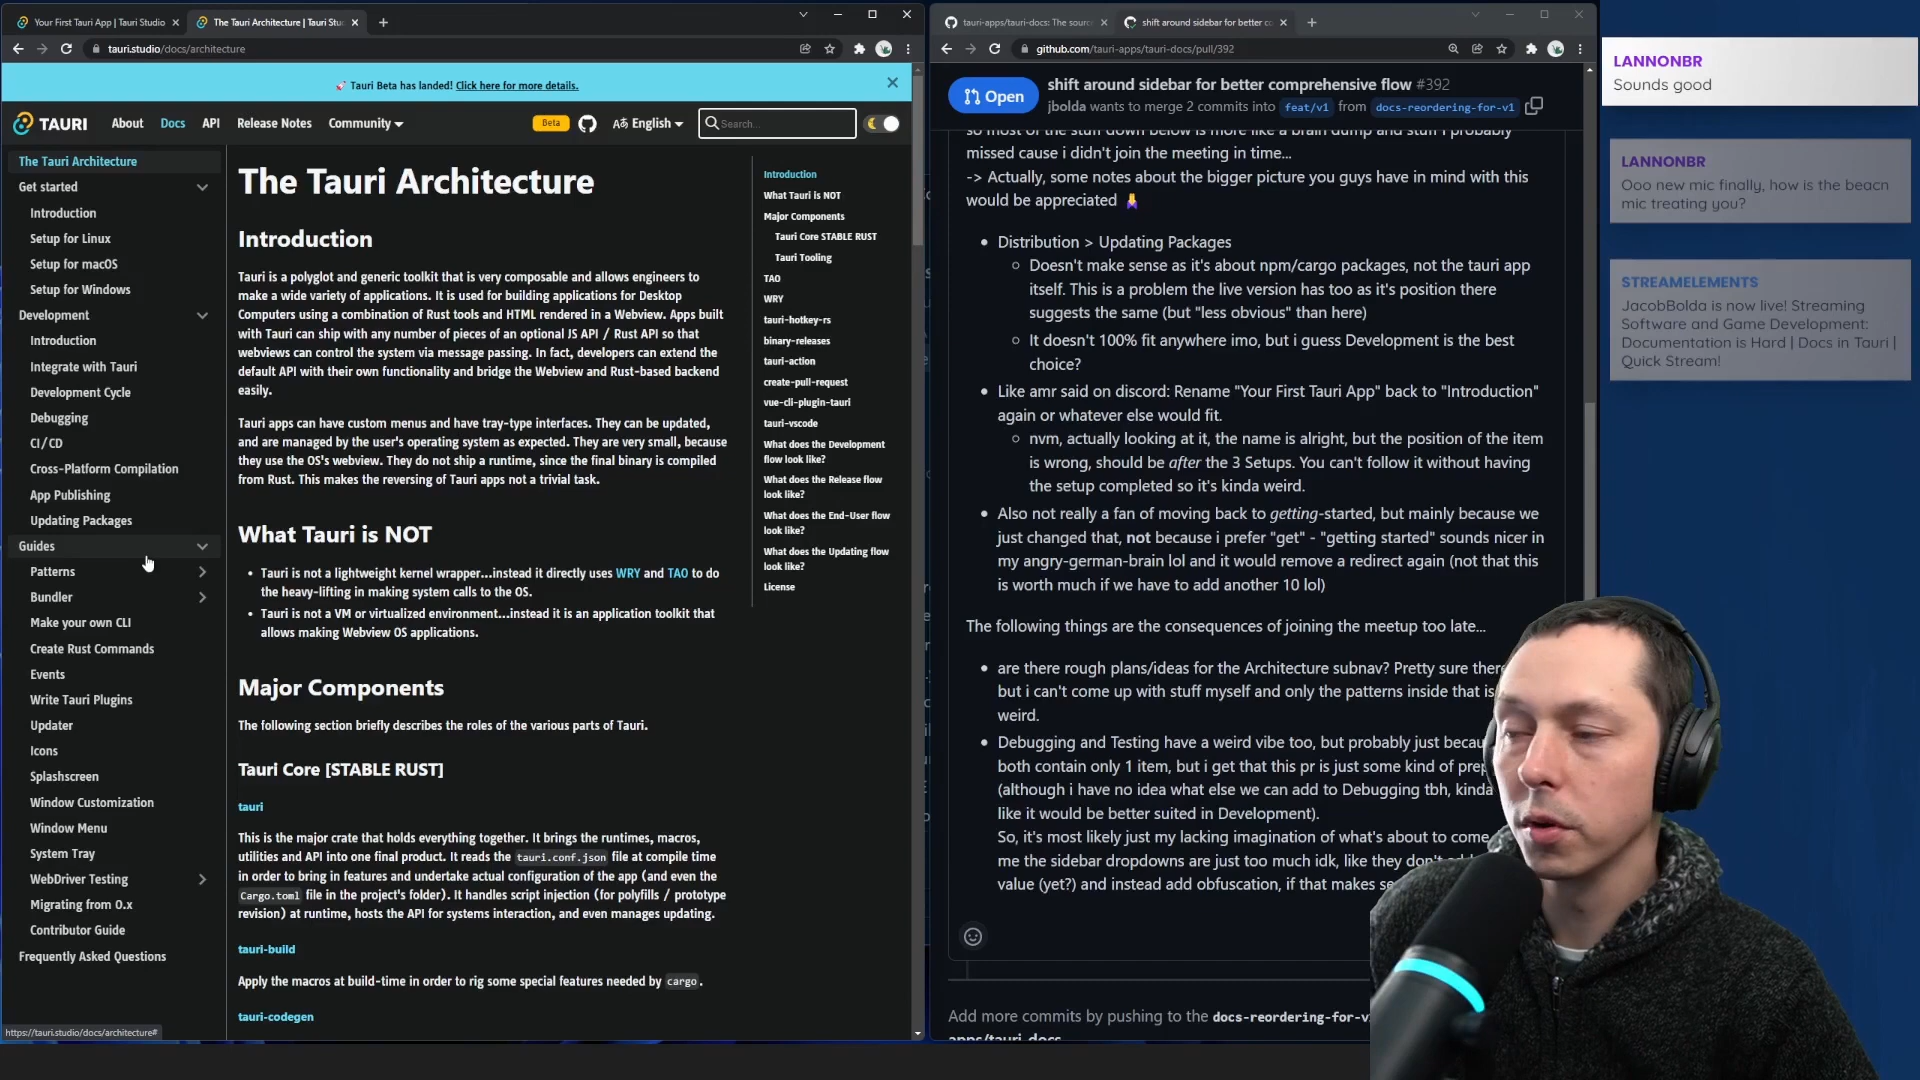 Your First Tauri App | Tauri Studio
The Tauri Architecture | Tauri Stu
tauri.studio/docs/architecture
🚀 Tauri Beta has landed! Click here for more details.
TAURI
About
Docs
API
Release Notes
Community
Beta
English
Search...
The Tauri Architecture
Get started
Introduction
Setup for Linux
Setup for macOS
Setup for Windows
Development
Introduction
Integrate with Tauri
Development Cycle
Debugging
CI/CD
Cross-Platform Compilation
App Publishing
Updating Packages
Guides
Patterns
Bundler
Make your own CLI
Create Rust Commands
Events
Write Tauri Plugins
Updater
Icons
Splashscreen
Window Customization
Window Menu
System Tray
WebDriver Testing
Migrating from 0.x
Contributor Guide
Frequently Asked Questions
https://tauri.studio/docs/architecture#
The Tauri Architecture
Introduction
Tauri is a polyglot and generic toolkit that is very composable and allows engineers to
make a wide variety of applications. It is used for building applications for Desktop
Computers using a combination of Rust tools and HTML rendered in a Webview. Apps built
with Tauri can ship with any number of pieces of an optional JS API / Rust API so that
webviews can control the system via message passing. In fact, developers can extend the
default API with their own functionality and bridge the Webview and Rust-based backend
easily.
Tauri apps can have custom menus and have tray-type interfaces. They can be updated,
and are managed by the user's operating system as expected. They are very small, because
they use the OS's webview. They do not ship a runtime, since the final binary is compiled
from Rust. This makes the reversing of Tauri apps not a trivial task.
What Tauri is NOT
• Tauri is not a lightweight kernel wrapper...instead it directly uses WRY and TAO to do
the heavy-lifting in making system calls to the OS.
• Tauri is not a VM or virtualized environment...instead it is an application toolkit that
allows making Webview OS applications.
Major Components
The following section briefly describes the roles of the various parts of Tauri.
Tauri Core [STABLE RUST]
tauri
This is the major crate that holds everything together. It brings the runtimes, macros,
utilities and API into one final product. It reads the tauri.conf.json file at compile time
in order to bring in features and undertake actual configuration of the app (and even the
Cargo.toml file in the project's folder). It handles script injection (for polyfills / prototype
revision) at runtime, hosts the API for systems interaction, and even manages updating.
tauri-build
Apply the macros at build-time in order to rig some special features needed by cargo.
tauri-codegen
Introduction
What Tauri is NOT
Major Components
Tauri Core STABLE RUST
Tauri Tooling
TAO
WRY
tauri-hotkey-rs
binary-releases
tauri-action
create-pull-request
vue-cli-plugin-tauri
tauri-vscode
What does the Development
flow look like?
What does the Release flow
look like?
What does the End-User flow
look like?
What does the Updating flow
look like?
License
tauri-apps/tauri-docs: The sourc
shift around sidebar for better co
github.com/tauri-apps/tauri-docs/pull/392
Open
shift around sidebar for better comprehensive flow #392
jbolda wants to merge 2 commits into feat/v1 from docs-reordering-for-v1
so most of the stuff down below is more like a brain dump and stuff I probably
missed cause i didn't join the meeting in time...
-> Actually, some notes about the bigger picture you guys have in mind with this
would be appreciated
• Distribution > Updating Packages
Doesn't make sense as it's about npm/cargo packages, not the tauri app
itself. This is a problem the live version has too as it's position there
suggests the same (but "less obvious" than here)
It doesn't 100% fit anywhere imo, but i guess Development is the best
choice?
• Like amr said on discord: Rename "Your First Tauri App" back to "Introduction"
again or whatever else would fit.
nvm, actually looking at it, the name is alright, but the position of the item
is wrong, should be after the 3 Setups. You can't follow it without having
the setup completed so it's kinda weird.
• Also not really a fan of moving back to getting-started, but mainly because we
just changed that, not because i prefer "get" - "getting started" sounds nicer in
my angry-german-brain lol and it would remove a redirect again (not that this
is worth much if we have to add another 10 lol)
The following things are the consequences of joining the meetup too late...
• are there rough plans/ideas for the Architecture subnav? Pretty sure there
but i can't come up with stuff myself and only the patterns inside that is
weird.
• Debugging and Testing have a weird vibe too, but probably just becau
both contain only 1 item, but i get that this pr is just some kind of prep
(although i have no idea what else we can add to Debugging tbh, kinda
like it would be better suited in Development).
So, it's most likely just my lacking imagination of what's about to come
me the sidebar dropdowns are just too much idk, like they don't add
value (yet?) and instead add obfuscation, if that makes se
Add more commits by pushing to the docs-reordering-for-v
apps/tauri-docs
LANNONBR
Sounds good
LANNONBR
Ooo new mic finally, how is the beacn
mic treating you?
STREAMELEMENTS
JacobBolda is now live! Streaming
Software and Game Development:
Documentation is Hard | Docs in Tauri |
Quick Stream!